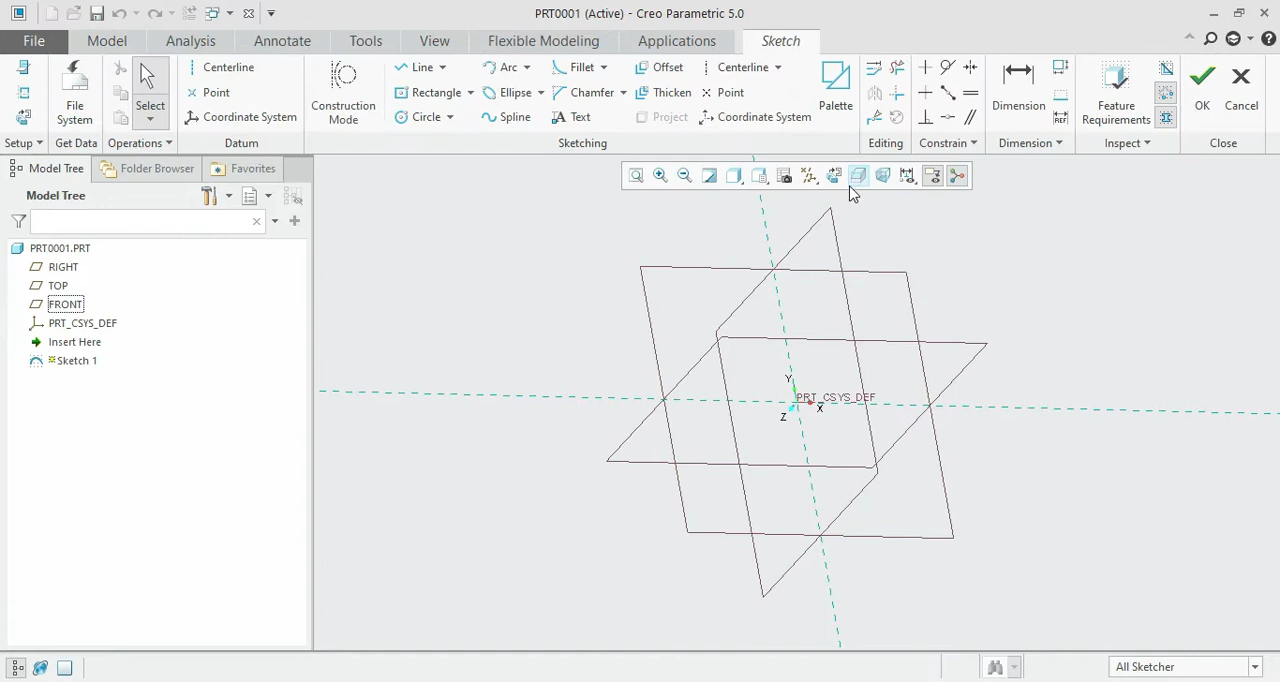 PRT0001 (Active) - Creo Parametric 5.0
File Model Analysis Annotate Tools View Flexible Modeling Applications Sketch
File System
Select
Centerline
Point
Coordinate System
Construction Mode
Line Arc Fillet Offset Centerline
Rectangle Ellipse Chamfer Thicken Point
Circle Spline Text Project Coordinate System
Palette
Dimension
REF
Feature Requirements
OK Cancel
Setup Get Data Operations Datum Sketching Editing Constrain Dimension Inspect Close
Model Tree Folder Browser Favorites
Model Tree
PRT0001.PRT
RIGHT
TOP
FRONT
PRT_CSYS_DEF
Insert Here
Sketch 1
Y
PRT_CSYS_DEF
X
Z
All Sketcher